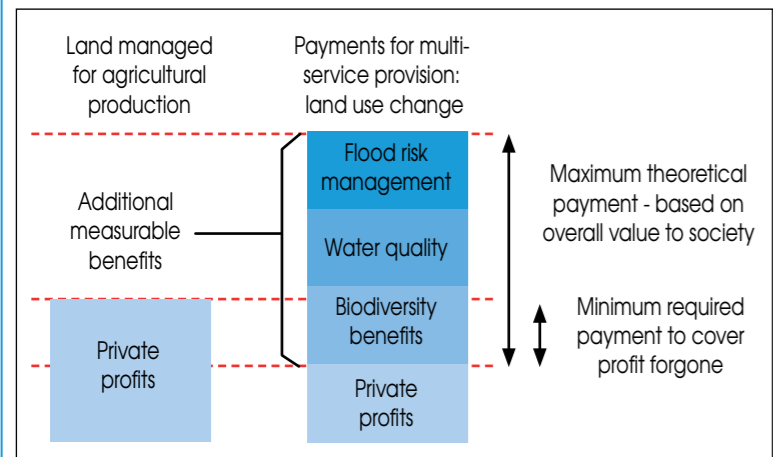 Land managed
for agricultural
production
Payments for multi-
service provision:
land use change
Flood risk
management
Additional
measurable
benefits
Water quality
Maximum theoretical
payment - based on
overall value to society
Biodiversity
benefits
Minimum required
payment to cover
profit forgone
Private
profits
Private
profits